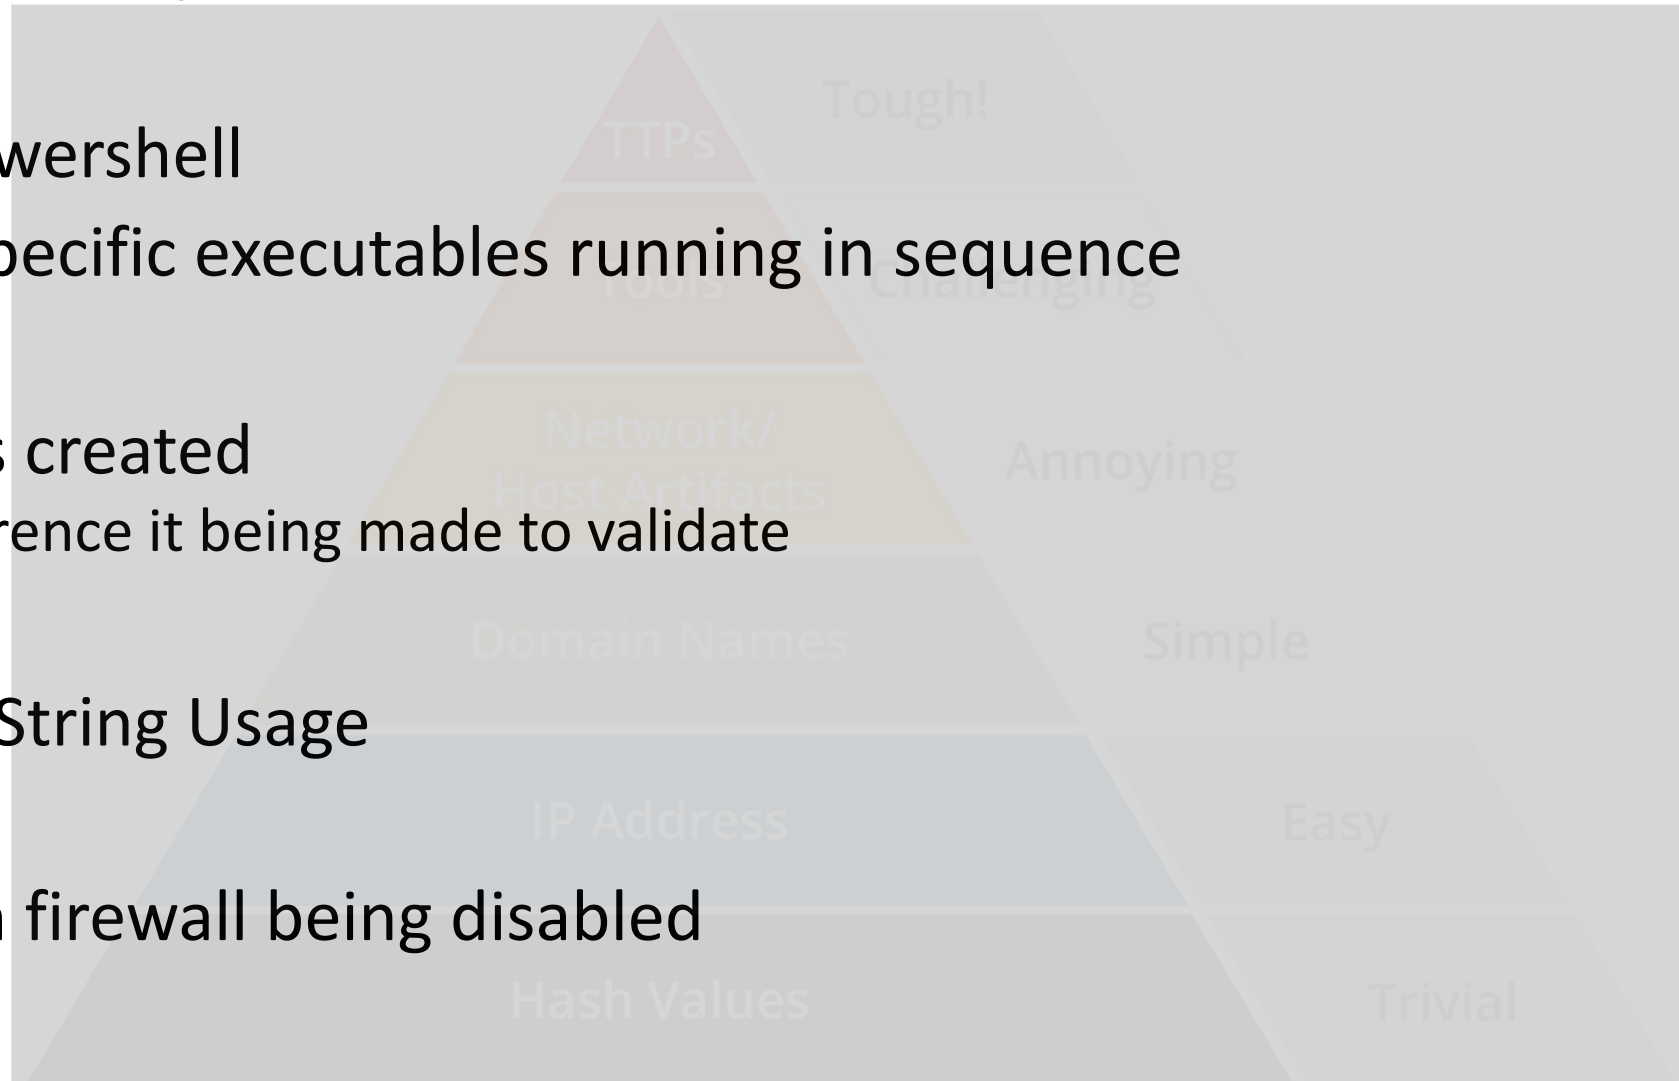 Tough!
TTPs
wershell
pecific executables running in sequence
Tools
Challenging
Network/
Host Artifacts
Annoying
s created
rence it being made to validate
Domain Names
Simple
String Usage
IP Address
Easy
firewall being disabled
Hash Values
Trivial